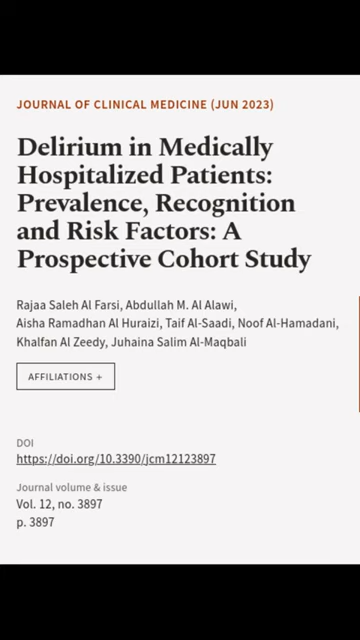 JOURNAL OF CLINICAL MEDICINE (JUN 2023)
Delirium in Medically
Hospitalized Patients:
Prevalence, Recognition
and Risk Factors: A
Prospective Cohort Study
Rajaa Saleh Al Farsi, Abdullah M. Al Alawi,
Aisha Ramadhan Al Huraizi, Taif Al-Saadi, Noof Al-Hamadani,
Khalfan Al Zeedy, Juhaina Salim Al-Maqbali
AFFILIATIONS +
DOI
https://doi.org/10.3390/jcm12123897
Journal volume & issue
Vol. 12, no. 3897
p. 3897